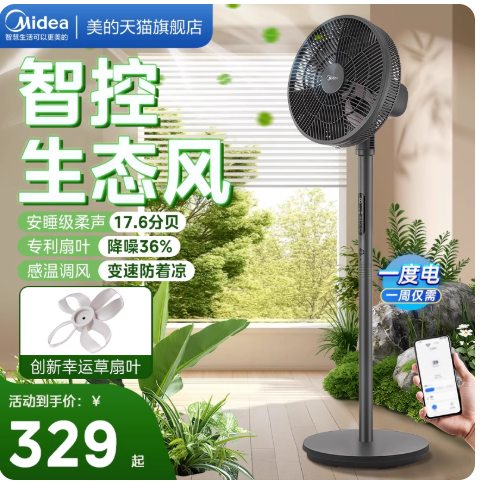 Midea
智慧生活可以更美的
美的天猫旗舰店
Midea
智控
生态风
安睡级柔声 17.6分贝
专利扇叶 降噪36%
感温调风 变速防着凉
一度电
一周仅需
创新幸运草扇叶
活动到手价：¥
329 起